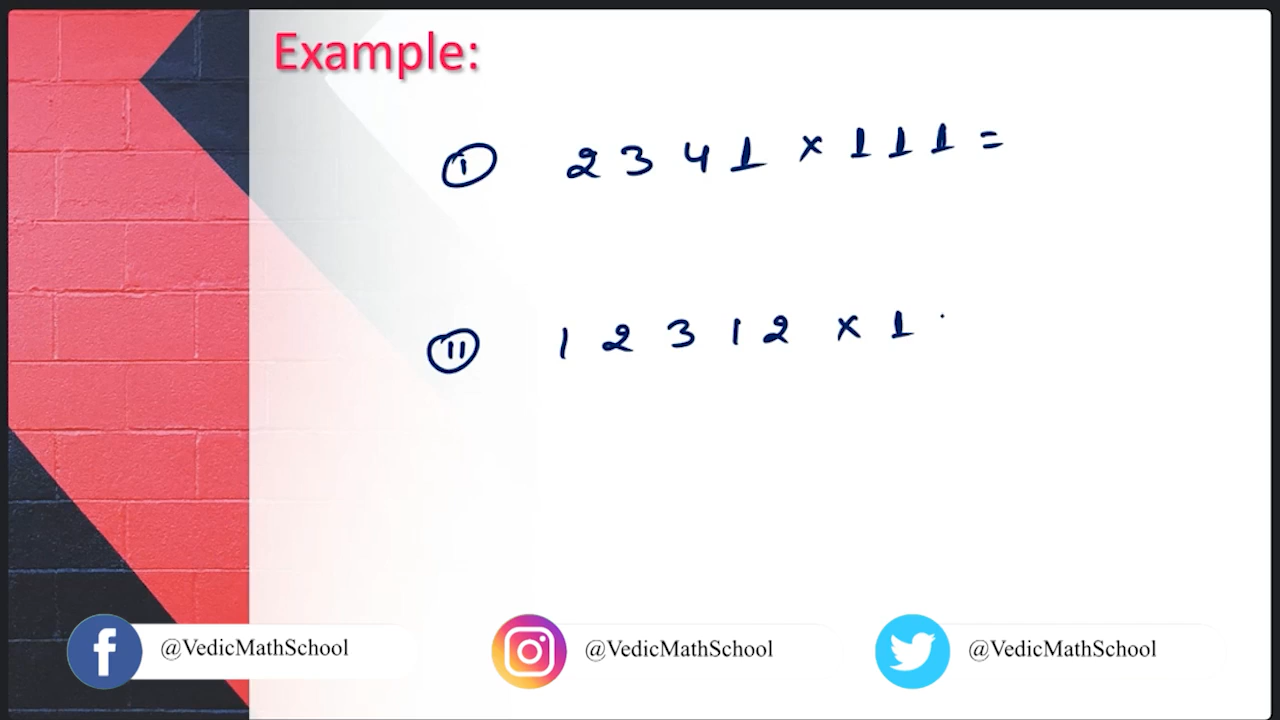 Example:
(i) 2341 × 111 =
(ii) 12312 × 1
@VedicMathSchool
@VedicMathSchool
@VedicMathSchool